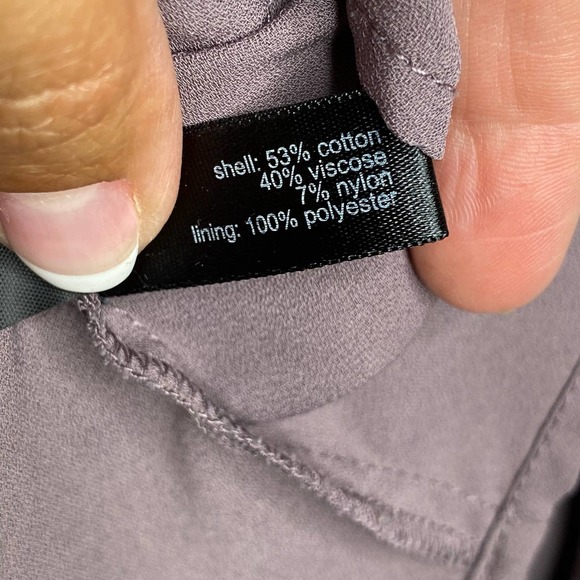 shell: 53% cotton
40% viscose
7% nylon
lining: 100% polyester